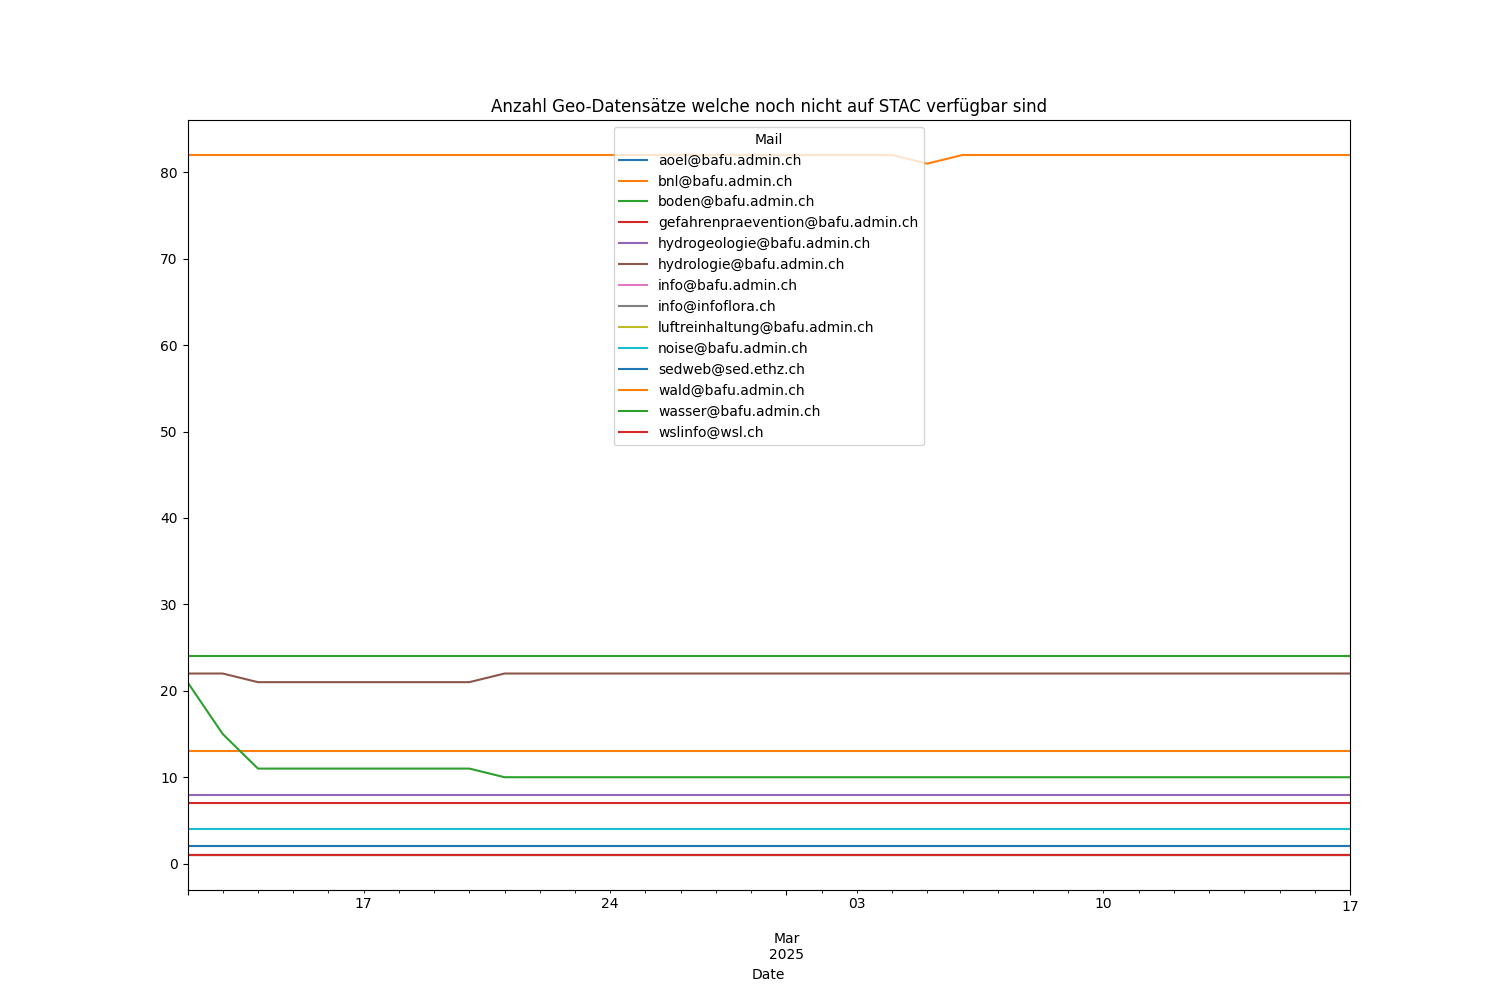 Anzahl Geo-Datensätze welche noch nicht auf STAC verfügbar sind
Mail
aoel@bafu.admin.ch
bnl@bafu.admin.ch
boden@bafu.admin.ch
gefahrenpraevention@bafu.admin.ch
hydrogeologie@bafu.admin.ch
hydrologie@bafu.admin.ch
info@bafu.admin.ch
info@infoflora.ch
luftreinhaltung@bafu.admin.ch
noise@bafu.admin.ch
sedweb@sed.ethz.ch
wald@bafu.admin.ch
wasser@bafu.admin.ch
wslinfo@wsl.ch
80
70
60
50
40
30
20
10
0
17 24 03 10 17
Mar
2025
Date